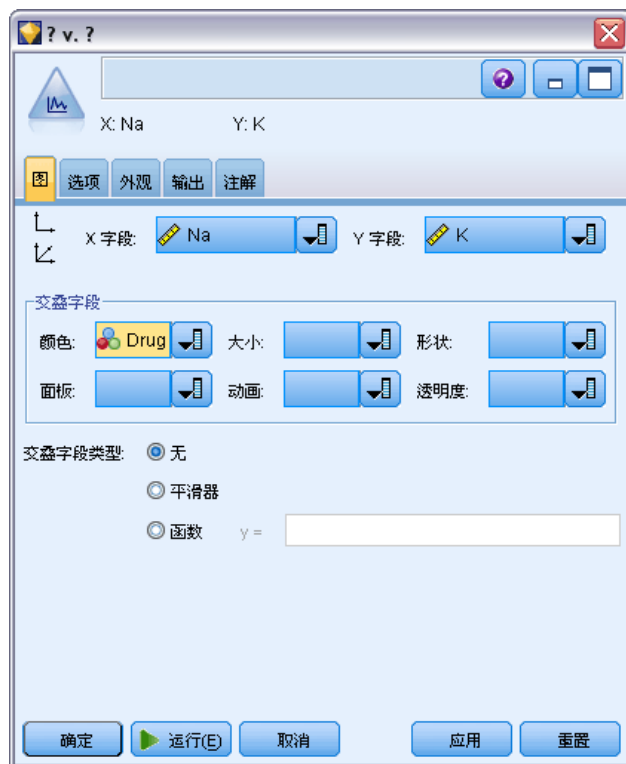 ? v. ?
X: Na Y: K
图 选项 外观 输出 注解
X 字段: Na Y 字段: K
交叠字段
颜色: Drug 大小: 形状:
面板: 动画: 透明度:
交叠字段类型: 无
平滑器
函数 y =
确定 运行(E) 取消 应用 重置